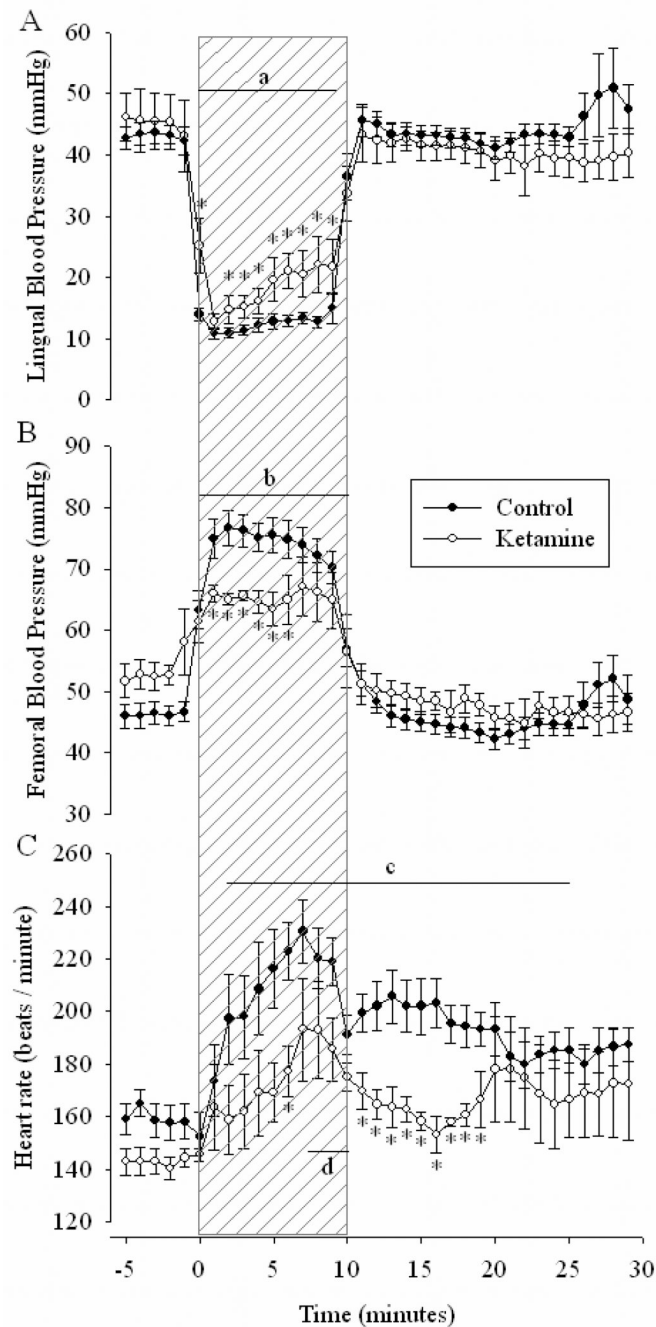 A
Lingual Blood Pressure (mmHg)
60
50
40
30
20
10
0
a
* * * * * * * * *
B
Femoral Blood Pressure (mmHg)
90
80
70
60
50
40
30
b
* * * * * *
Control
Ketamine
C
Heart rate (beats / minute)
260
240
220
200
180
160
140
120
c
d
* * * * * * * * * *
-5 0 5 10 15 20 25 30
Time (minutes)